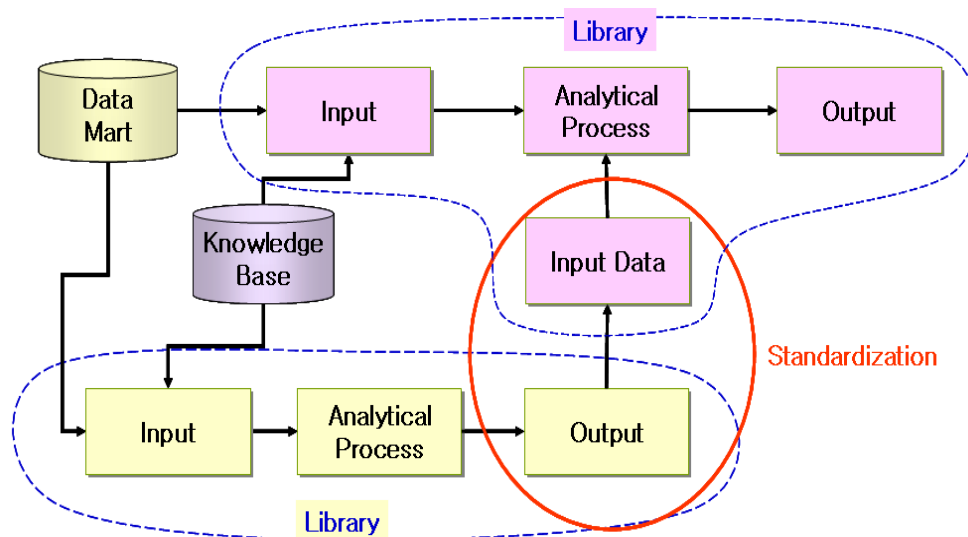 Library
Data
Mart
Input
Analytical
Process
Output
Knowledge
Base
Input Data
Standardization
Input
Analytical
Process
Output
Library